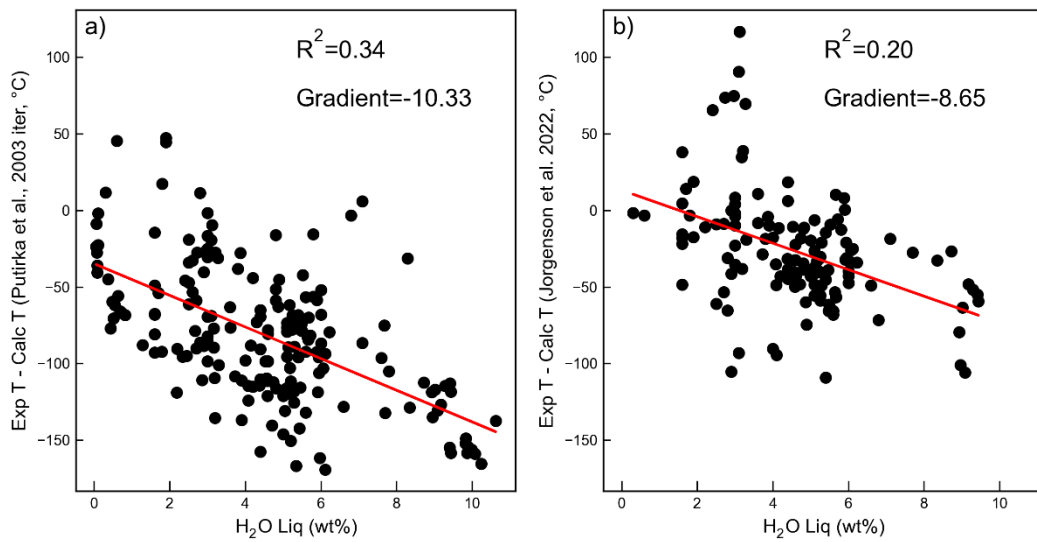 a)
R²=0.34
Gradient=-10.33
100
50
0
−50
−100
−150
Exp T - Calc T (Putirka et al., 2003 iter, °C)
0 2 4 6 8 10
H₂O Liq (wt%)
b)
R²=0.20
Gradient=-8.65
100
50
0
−50
−100
−150
Exp T - Calc T (Jorgenson et al. 2022, °C)
0 2 4 6 8 10
H₂O Liq (wt%)